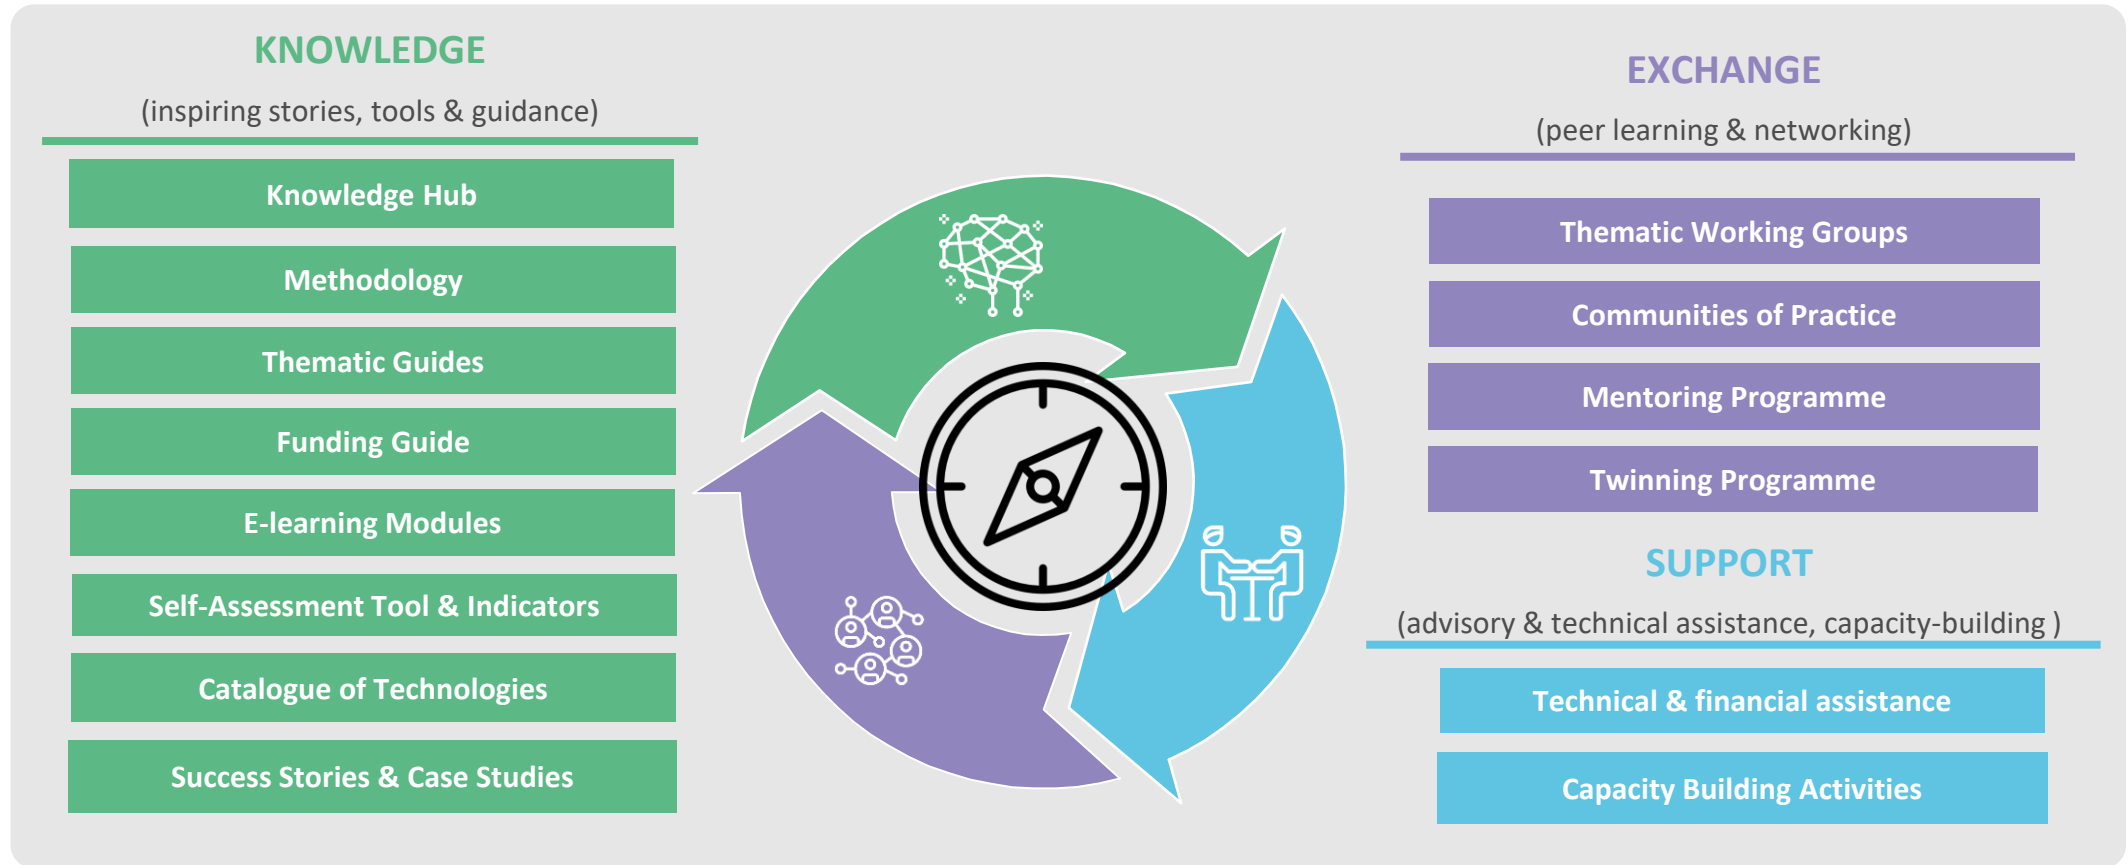 KNOWLEDGE
(inspiring stories, tools & guidance)
Knowledge Hub
Methodology
Thematic Guides
Funding Guide
E-learning Modules
Self-Assessment Tool & Indicators
Catalogue of Technologies
Success Stories & Case Studies
EXCHANGE
(peer learning & networking)
Thematic Working Groups
Communities of Practice
Mentoring Programme
Twinning Programme
SUPPORT
(advisory & technical assistance, capacity-building )
Technical & financial assistance
Capacity Building Activities